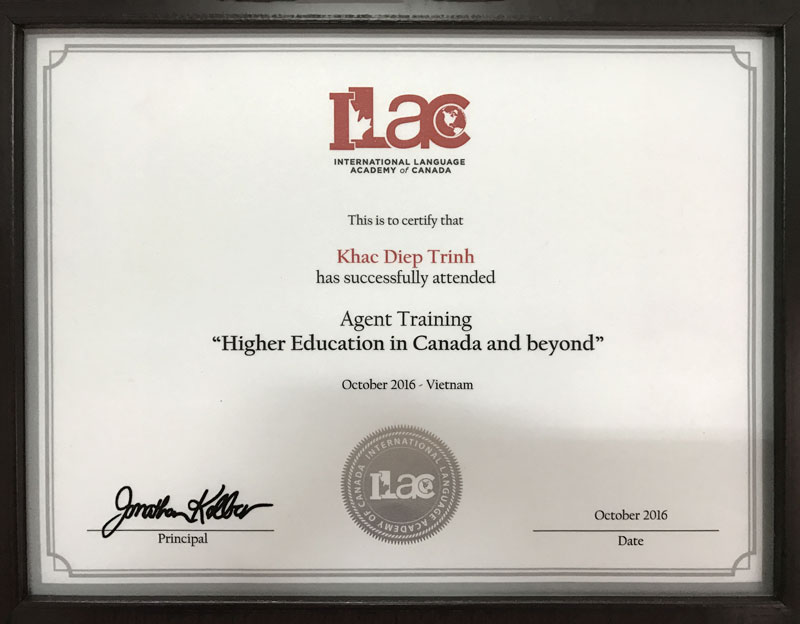 ILAC
INTERNATIONAL LANGUAGE
ACADEMY of CANADA
This is to certify that
Khac Diep Trinh
has successfully attended
Agent Training
“Higher Education in Canada and beyond”
October 2016 - Vietnam
INTERNATIONAL LANGUAGE ACADEMY OF CANADA
ILAC
Jonathan Kolber
Principal
October 2016
Date